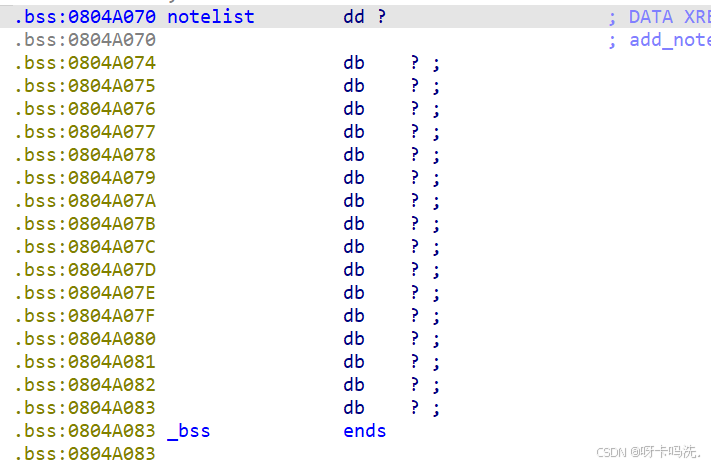 .bss:0804A070 notelist dd ? ; DATA XRE
.bss:0804A070 ; add_note
.bss:0804A074 db ? ;
.bss:0804A075 db ? ;
.bss:0804A076 db ? ;
.bss:0804A077 db ? ;
.bss:0804A078 db ? ;
.bss:0804A079 db ? ;
.bss:0804A07A db ? ;
.bss:0804A07B db ? ;
.bss:0804A07C db ? ;
.bss:0804A07D db ? ;
.bss:0804A07E db ? ;
.bss:0804A07F db ? ;
.bss:0804A080 db ? ;
.bss:0804A081 db ? ;
.bss:0804A082 db ? ;
.bss:0804A083 db ? ;
.bss:0804A083 _bss ends
.bss:0804A083
CSDN @呀卡吗洗.